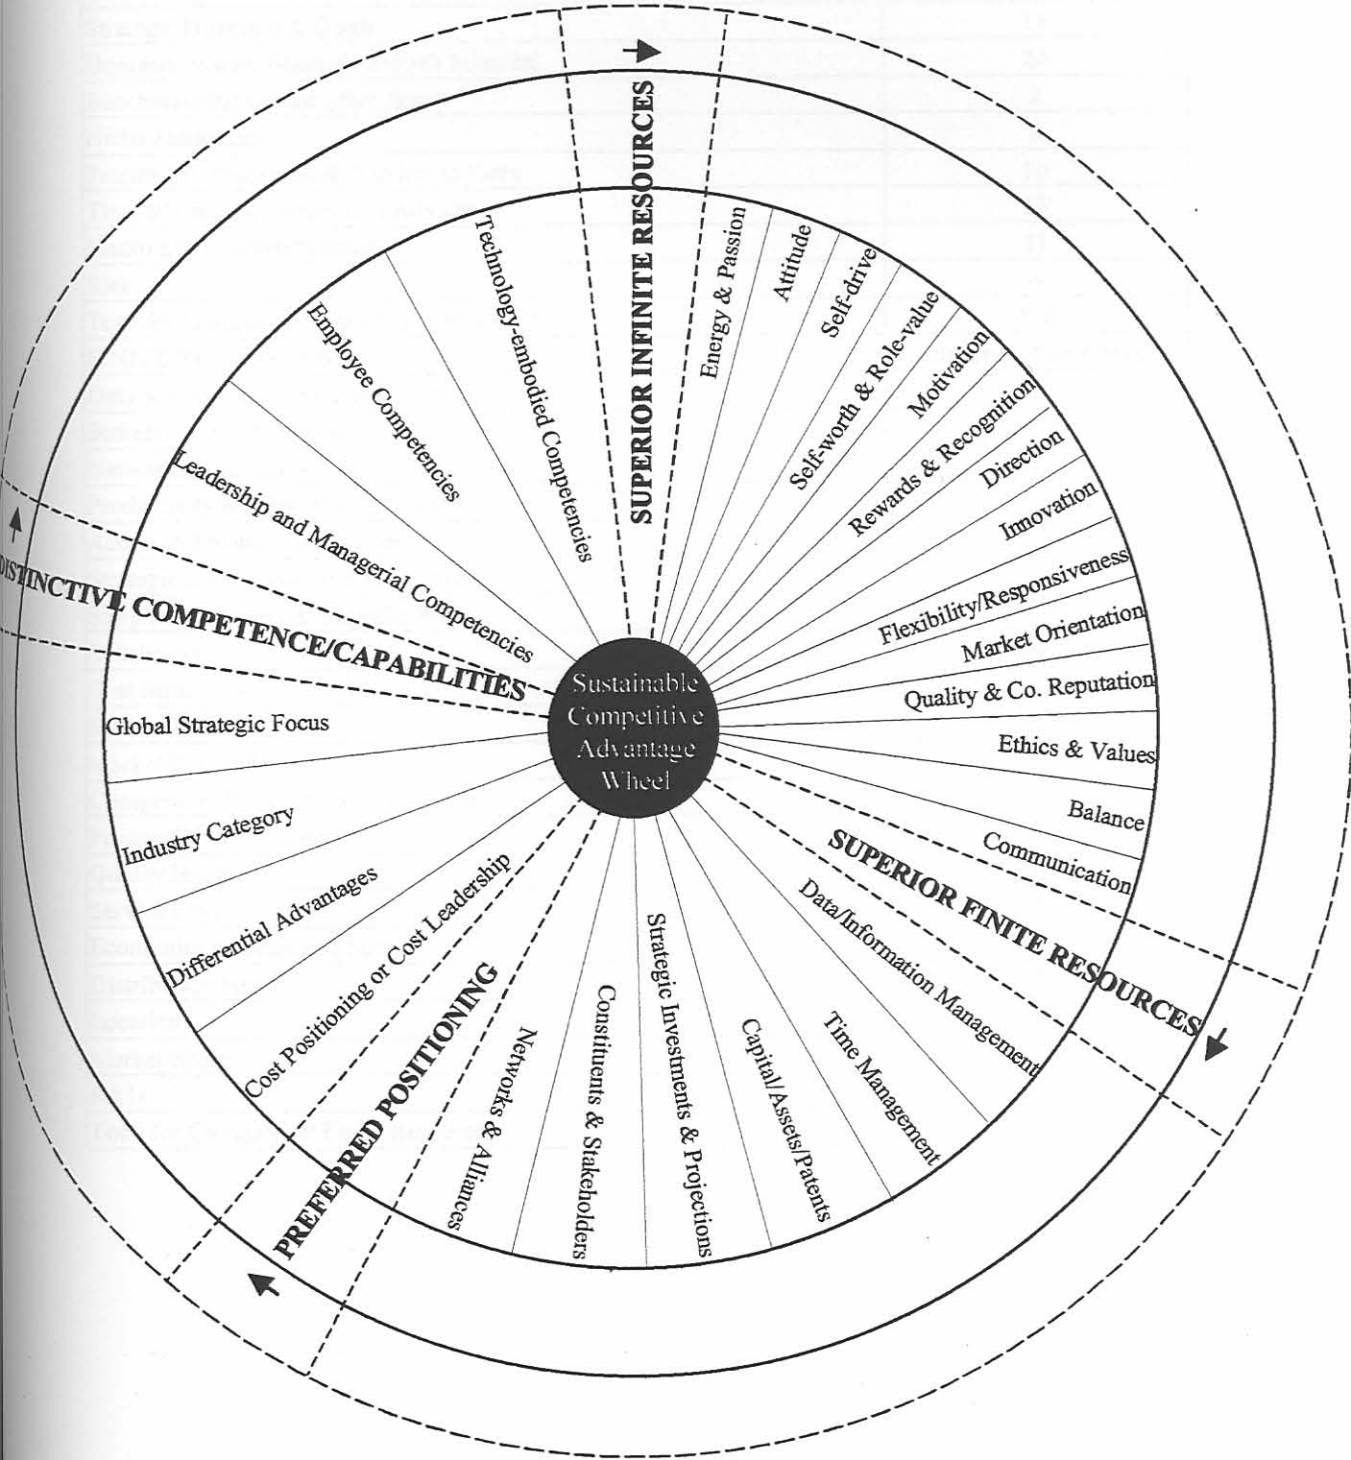 Sustainable
Competitive
Advantage
Wheel
SUPERIOR INFINITE RESOURCES
Energy & Passion
Attitude
Self-drive
Self-worth & Role-value
Motivation
Rewards & Recognition
Direction
Innovation
Flexibility/Responsiveness
Market Orientation
Quality & Co. Reputation
Ethics & Values
Balance
Communication
SUPERIOR FINITE RESOURCES
Data/Information Management
Time Management
Capital/Assets/Patents
Strategic Investments & Projections
Constituents & Stakeholders
Networks & Alliances
PREFERRED POSITIONING
Cost Positioning or Cost Leadership
Differential Advantages
Industry Category
Global Strategic Focus
DISTINCTIVE COMPETENCE/CAPABILITIES
Leadership and Managerial Competencies
Employee Competencies
Technology-embodied Competencies